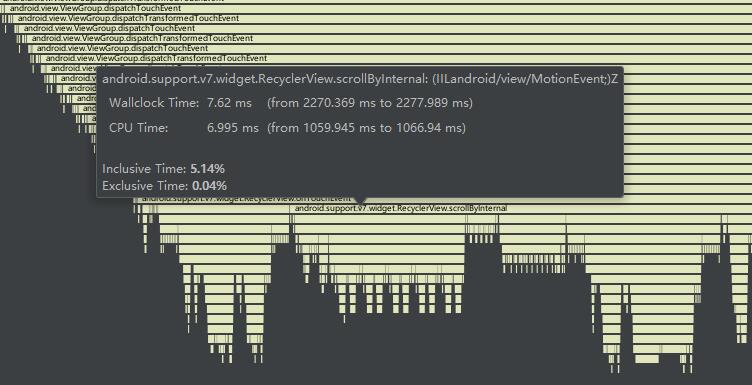 android.view.ViewGroup.dispatchTouchEvent
android.view.ViewGroup.dispatchTransformedTouchEvent
android.view.ViewGroup.dispatchTouchEvent
android.view.ViewGroup.dispatchTransformedTouchEvent
android.view.ViewGroup.dispatchTouchEvent
android.view.ViewGroup.dispatchTransformedTouchEvent
android.support.v7.widget.RecyclerView.scrollByInternal: (IILandroid/view/MotionEvent;)Z
Wallclock Time: 7.62 ms (from 2270.369 ms to 2277.989 ms)
CPU Time: 6.995 ms (from 1059.945 ms to 1066.94 ms)
Inclusive Time: 5.14%
Exclusive Time: 0.04%
android.support.v7.widget.RecyclerView.onTouchEvent
android.support.v7.widget.RecyclerView.scrollByInternal